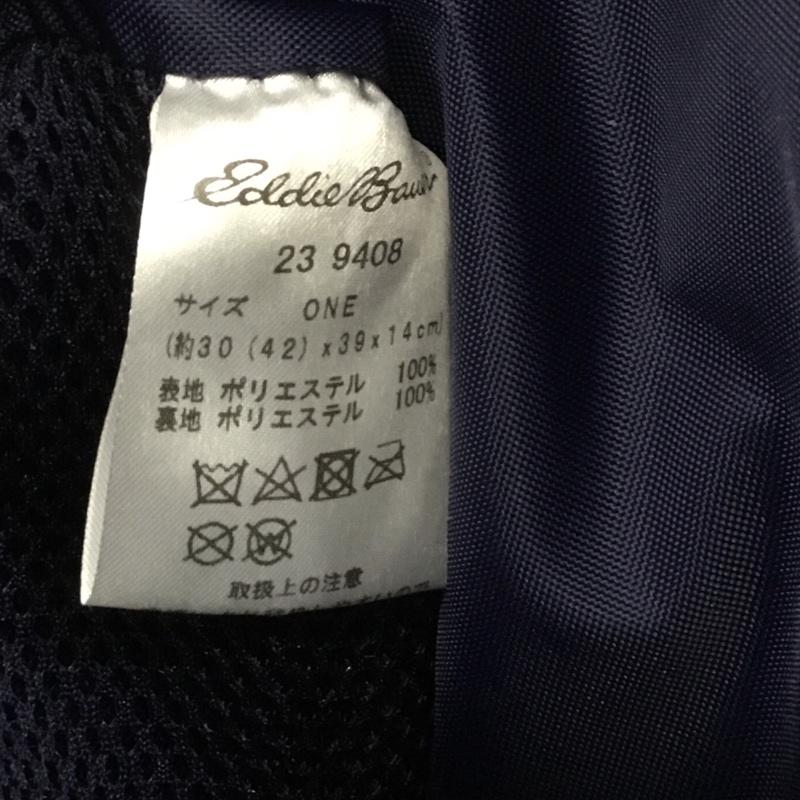 Eddie Bauer
23 9408
サイズ ONE
(約30(42)x39x14cm)
表地 ポリエステル 100%
裏地 ポリエステル 100%
W
取扱上の注意